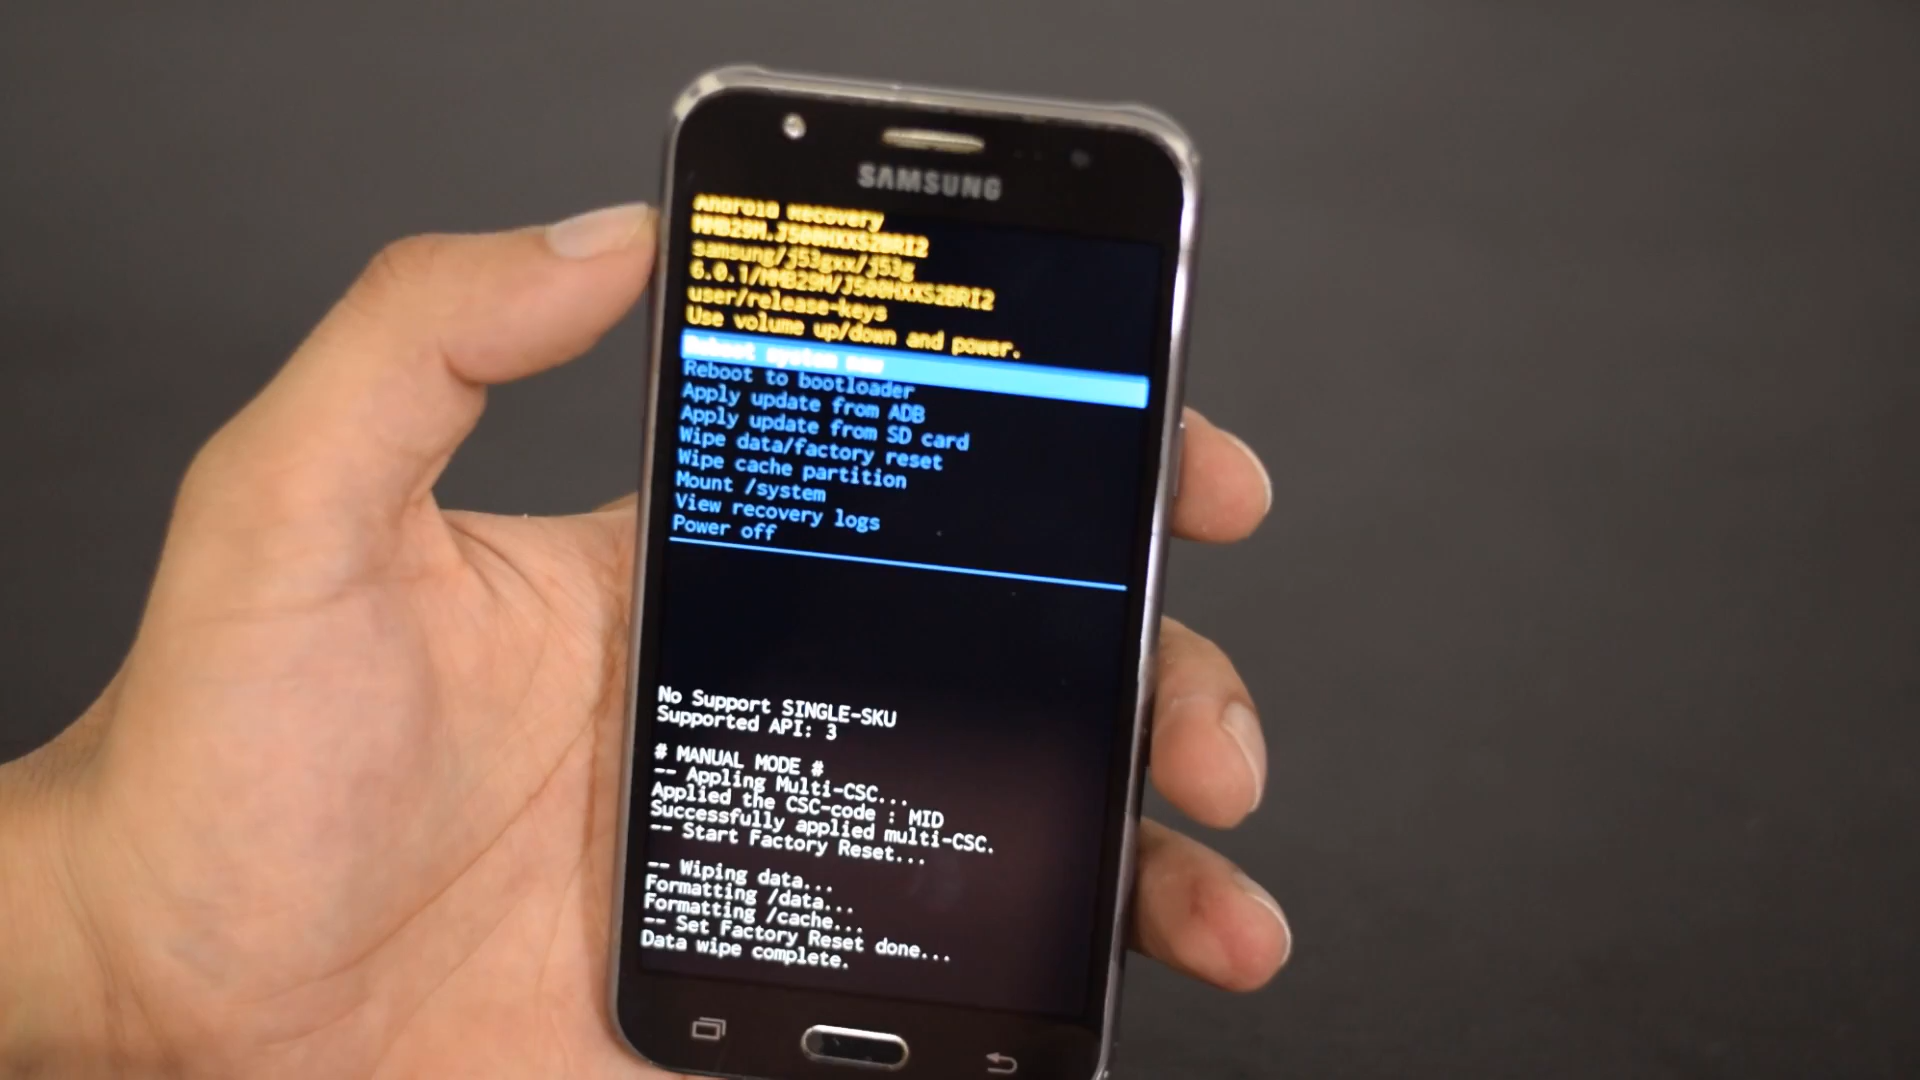 SAMSUNG
Android Recovery
MMB29M.J500HXXS2BRI2
samsung/j53gxx/j53g
6.0.1/MMB29M/J500HXXS2BRI2
user/release-keys
Use volume up/down and power.
Reboot system now
Reboot to bootloader
Apply update from ADB
Apply update from SD card
Wipe data/factory reset
Wipe cache partition
Mount /system
View recovery logs
Power off
No Support SINGLE-SKU
Supported API: 3
# MANUAL MODE #
-- Appling Multi-CSC...
Applied the CSC-code : MID
Successfully applied multi-CSC.
-- Start Factory Reset...
-- Wiping data...
Formatting /data...
Formatting /cache...
-- Set Factory Reset done...
Data wipe complete.